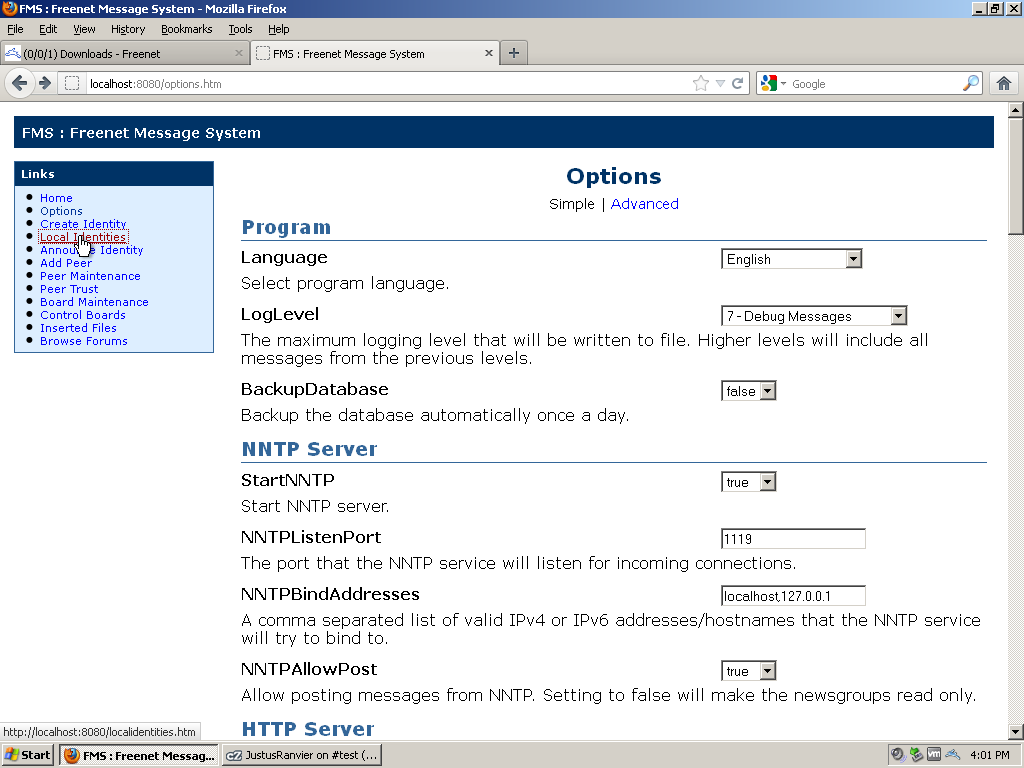 FMS : Freenet Message System - Mozilla Firefox
File Edit View History Bookmarks Tools Help
(0/0/1) Downloads - Freenet
FMS : Freenet Message System
localhost:8080/options.htm
Google
FMS : Freenet Message System
Links
Home
Options
Create Identity
Local Identities
Announce Identity
Add Peer
Peer Maintenance
Peer Trust
Board Maintenance
Control Boards
Inserted Files
Browse Forums
Options
Simple | Advanced
Program
Language
English
Select program language.
LogLevel
7 - Debug Messages
The maximum logging level that will be written to file. Higher levels will include all
messages from the previous levels.
BackupDatabase
false
Backup the database automatically once a day.
NNTP Server
StartNNTP
true
Start NNTP server.
NNTPListenPort
1119
The port that the NNTP service will listen for incoming connections.
NNTPBindAddresses
localhost,127.0.0.1
A comma separated list of valid IPv4 or IPv6 addresses/hostnames that the NNTP service
will try to bind to.
NNTPAllowPost
true
Allow posting messages from NNTP. Setting to false will make the newsgroups read only.
HTTP Server
http://localhost:8080/localidentities.htm
Start
FMS : Freenet Messag...
JustusRanvier on #test (...
4:01 PM